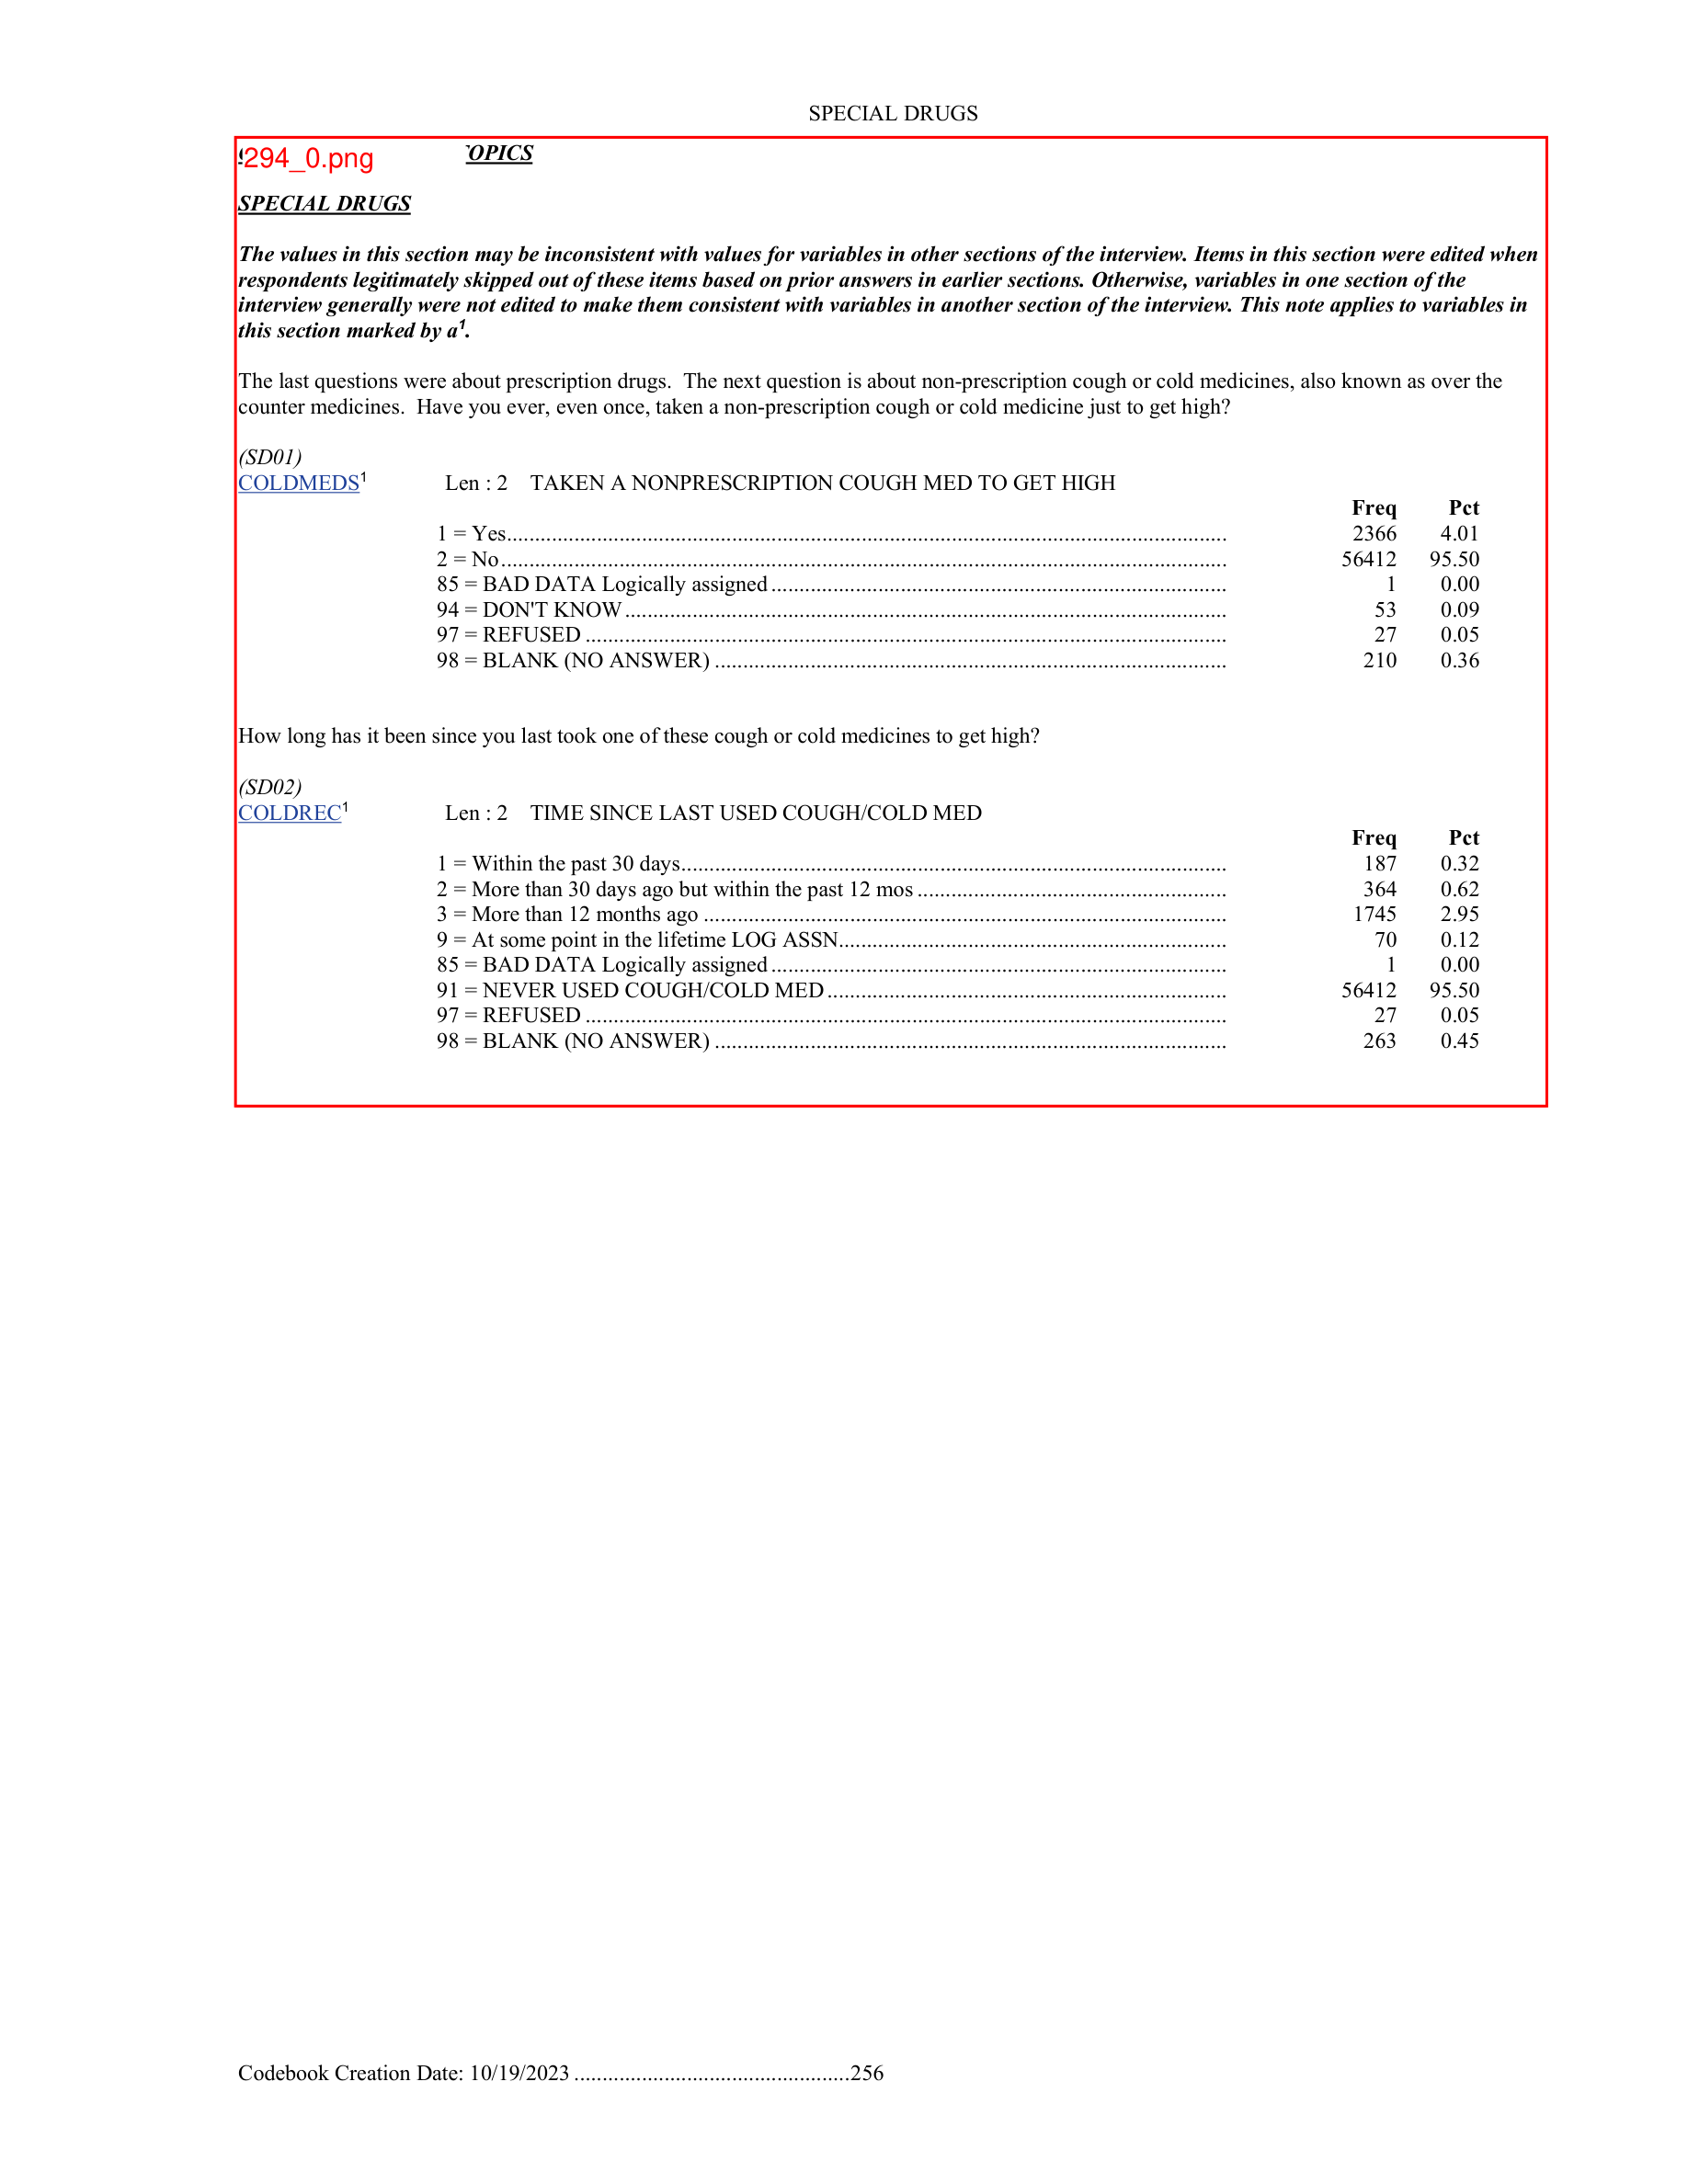 SPECIAL DRUGS
294_0.png OPICS
SPECIAL DRUGS
The values in this section may be inconsistent with values for variables in other sections of the interview. Items in this section were edited when
respondents legitimately skipped out of these items based on prior answers in earlier sections. Otherwise, variables in one section of the
interview generally were not edited to make them consistent with variables in another section of the interview. This note applies to variables in
this section marked by a¹.
The last questions were about prescription drugs.  The next question is about non-prescription cough or cold medicines, also known as over the
counter medicines.  Have you ever, even once, taken a non-prescription cough or cold medicine just to get high?
(SD01)
COLDMEDS¹ Len : 2 TAKEN A NONPRESCRIPTION COUGH MED TO GET HIGH
Freq Pct
1 = Yes 2366 4.01
2 = No 56412 95.50
85 = BAD DATA Logically assigned 1 0.00
94 = DON'T KNOW 53 0.09
97 = REFUSED 27 0.05
98 = BLANK (NO ANSWER) 210 0.36
How long has it been since you last took one of these cough or cold medicines to get high?
(SD02)
COLDREC¹ Len : 2 TIME SINCE LAST USED COUGH/COLD MED
Freq Pct
1 = Within the past 30 days 187 0.32
2 = More than 30 days ago but within the past 12 mos 364 0.62
3 = More than 12 months ago 1745 2.95
9 = At some point in the lifetime LOG ASSN 70 0.12
85 = BAD DATA Logically assigned 1 0.00
91 = NEVER USED COUGH/COLD MED 56412 95.50
97 = REFUSED 27 0.05
98 = BLANK (NO ANSWER) 263 0.45
Codebook Creation Date: 10/19/2023 256